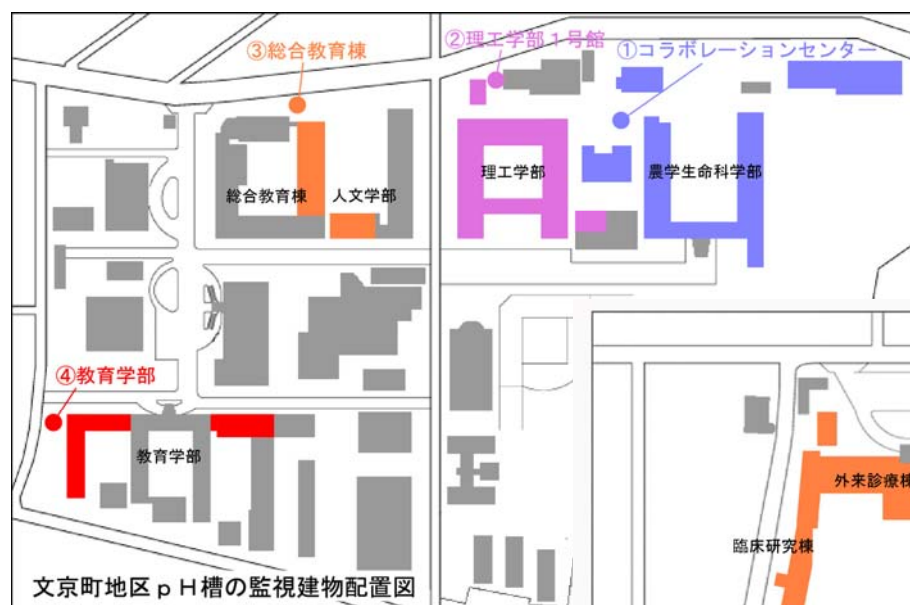 ③総合教育棟
②理工学部1号館
①コラボレーションセンター
総合教育棟
人文学部
理工学部
農学生命科学部
④教育学部
教育学部
外来診療棟
臨床研究棟
文京町地区pH槽の監視建物配置図